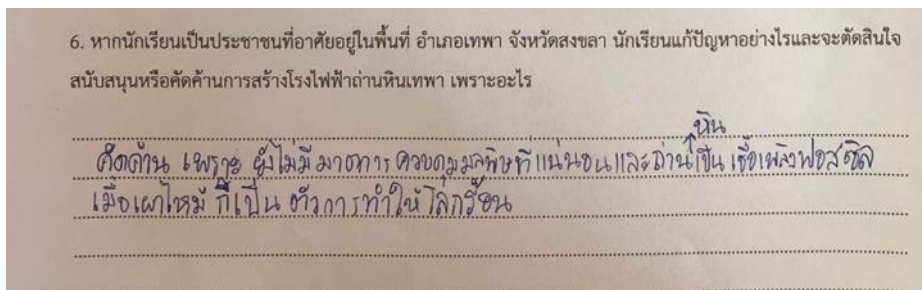 6. หากนักเรียนเป็นประชาชนที่อาศัยอยู่ในพื้นที่ อำเภอเทพา จังหวัดสงขลา นักเรียนแก้ปัญหาอย่างไรและจะตัดสินใจ
สนับสนุนหรือคัดค้านการสร้างโรงไฟฟ้าถ่านหินเทพา เพราะอะไร
หิน
คัดค้าน เพราะ ยังไม่มี มาตการ ควบคุมมลพิษที่แน่นอนและถ่านเป็น เชื้อเพลิงฟอสซิล
เมื่อเผาไหม้ ก็เป็น ตัวการทำให้โลกร้อน